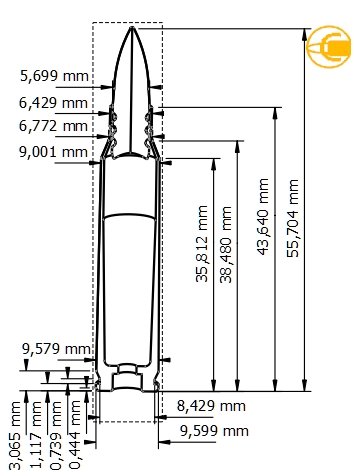 5,699 mm
6,429 mm
6,772 mm
9,001 mm
35,812 mm
38,480 mm
43,640 mm
55,704 mm
9,579 mm
3,065 mm
1,117 mm
0,739 mm
0,444 mm
8,429 mm
9,599 mm